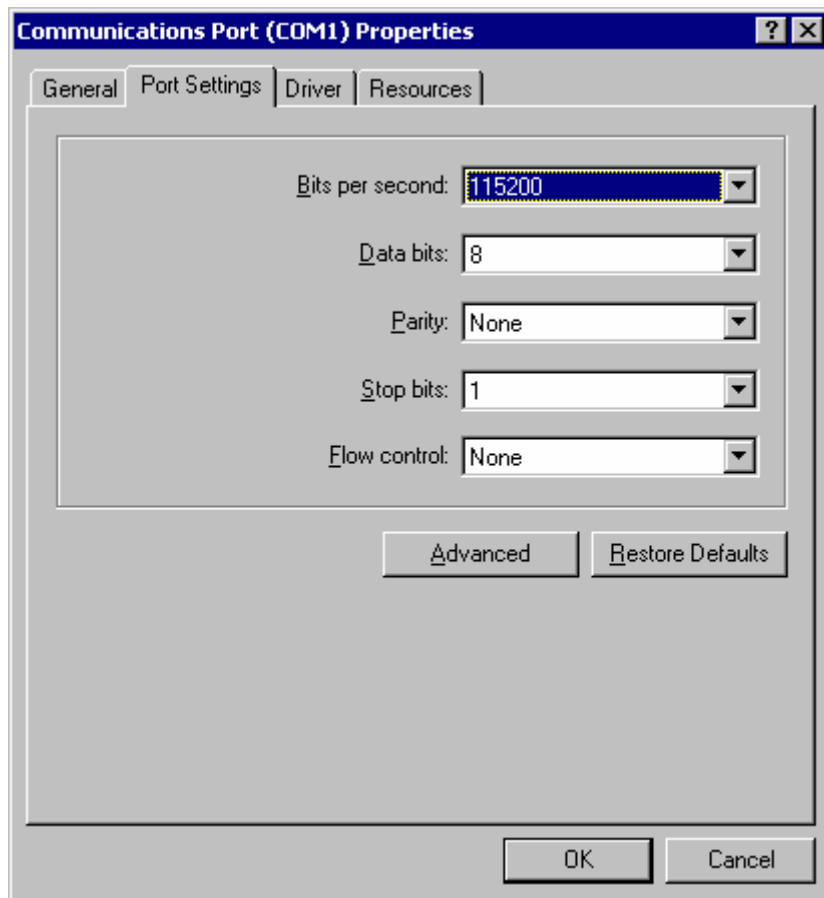 Communications Port (COM1) Properties
General Port Settings Driver Resources
Bits per second: 115200
Data bits: 8
Parity: None
Stop bits: 1
Flow control: None
Advanced Restore Defaults
OK Cancel